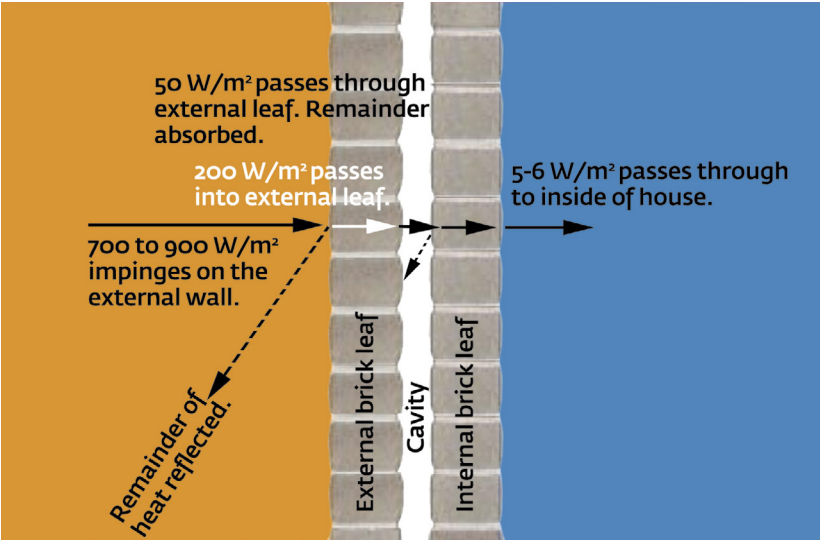 50 W/m² passes through
external leaf. Remainder
absorbed.
200 W/m² passes
into external leaf.
5-6 W/m² passes through
to inside of house.
700 to 900 W/m²
impinges on the
external wall.
Remainder of
heat reflected.
External brick leaf
Cavity
Internal brick leaf